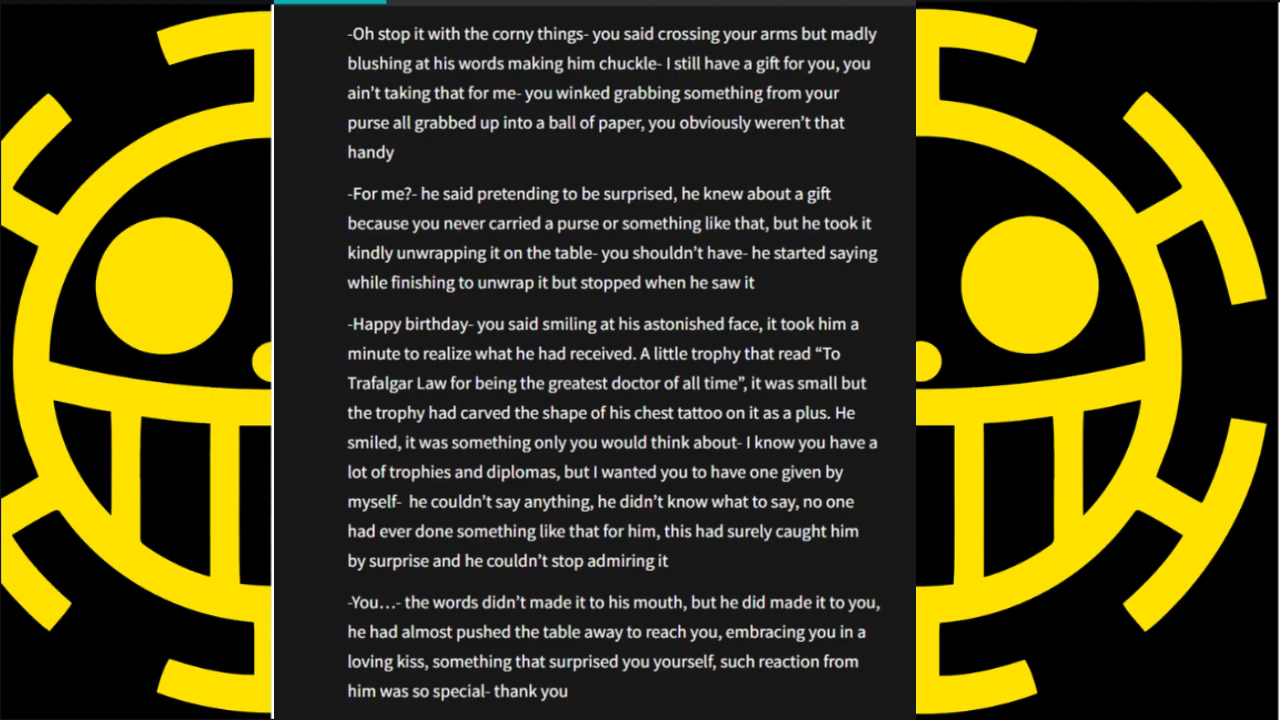 -Oh stop it with the corny things- you said crossing your arms but madly
blushing at his words making him chuckle- I still have a gift for you, you
ain't taking that for me- you winked grabbing something from your
purse all grabbed up into a ball of paper, you obviously weren't that
handy
-For me?- he said pretending to be surprised, he knew about a gift
because you never carried a purse or something like that, but he took it
kindly unwrapping it on the table- you shouldn't have- he started saying
while finishing to unwrap it but stopped when he saw it
-Happy birthday- you said smiling at his astonished face, it took him a
minute to realize what he had received. A little trophy that read “To
Trafalgar Law for being the greatest doctor of all time”, it was small but
the trophy had carved the shape of his chest tattoo on it as a plus. He
smiled, it was something only you would think about- I know you have a
lot of trophies and diplomas, but I wanted you to have one given by
myself-  he couldn't say anything, he didn't know what to say, no one
had ever done something like that for him, this had surely caught him
by surprise and he couldn't stop admiring it
-You…- the words didn't made it to his mouth, but he did made it to you,
he had almost pushed the table away to reach you, embracing you in a
loving kiss, something that surprised you yourself, such reaction from
him was so special- thank you